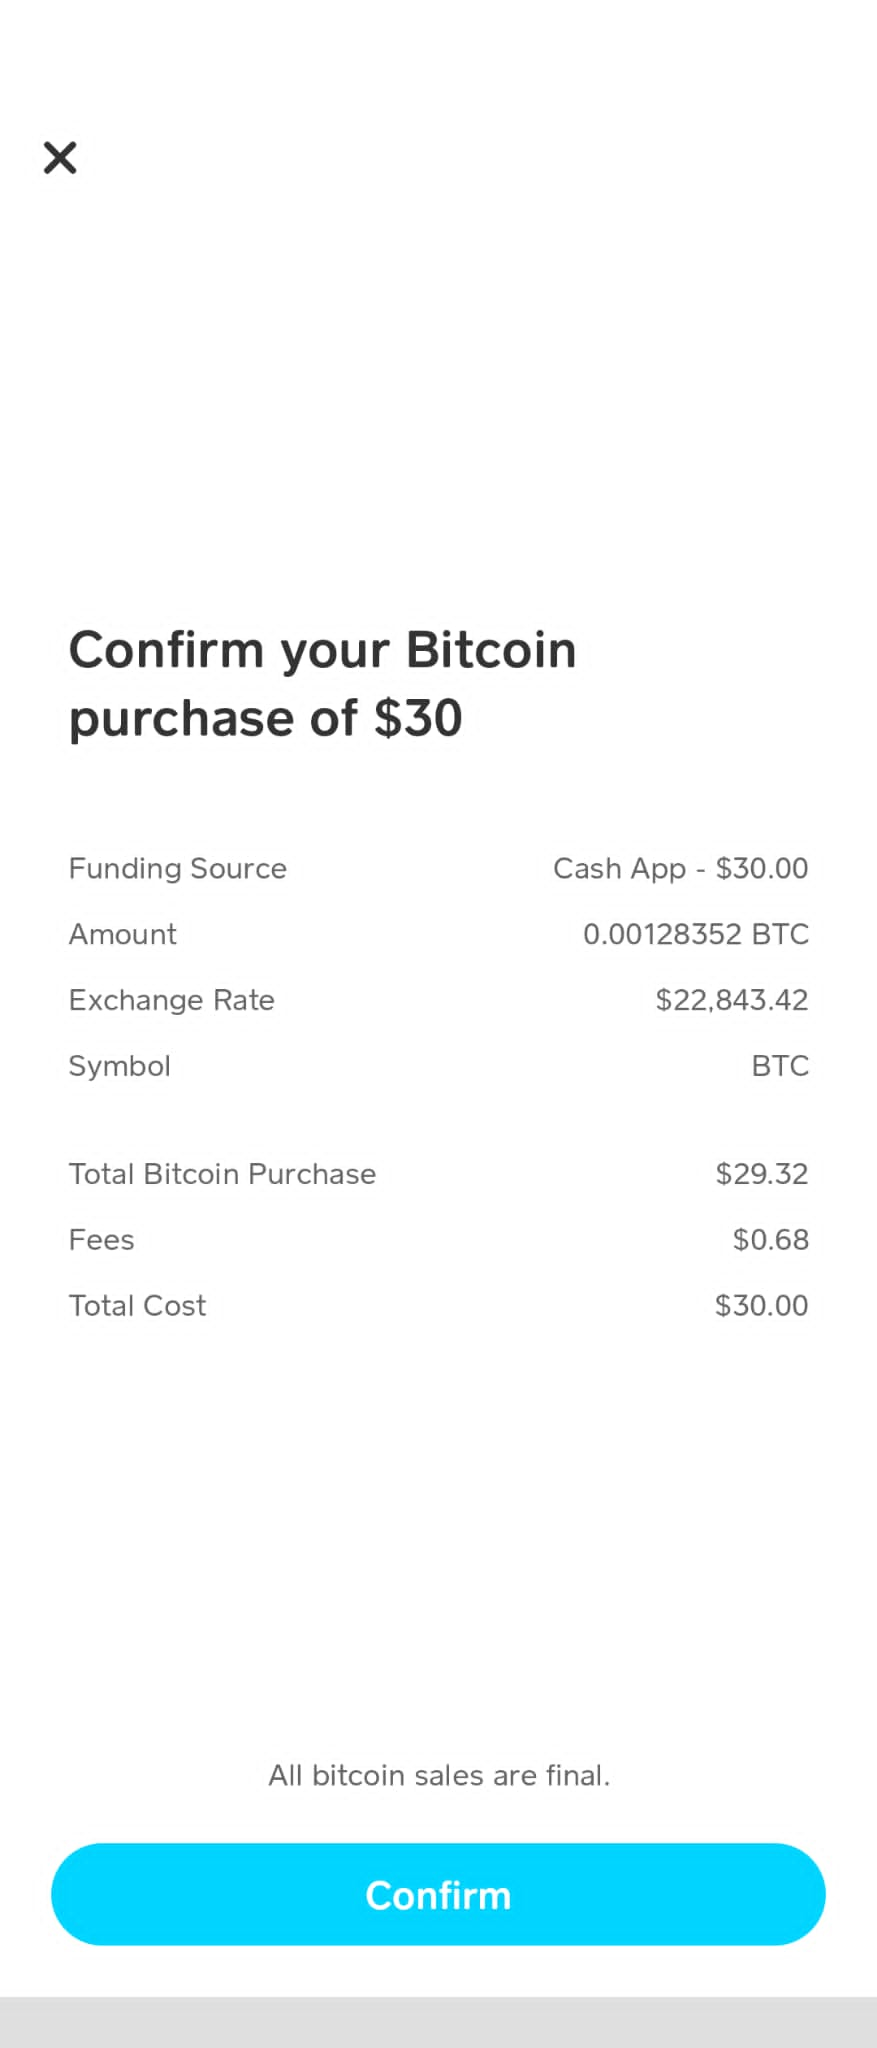 Confirm your Bitcoin
purchase of $30
Funding Source Cash App - $30.00
Amount 0.00128352 BTC
Exchange Rate $22,843.42
Symbol BTC
Total Bitcoin Purchase $29.32
Fees $0.68
Total Cost $30.00
All bitcoin sales are final.
Confirm